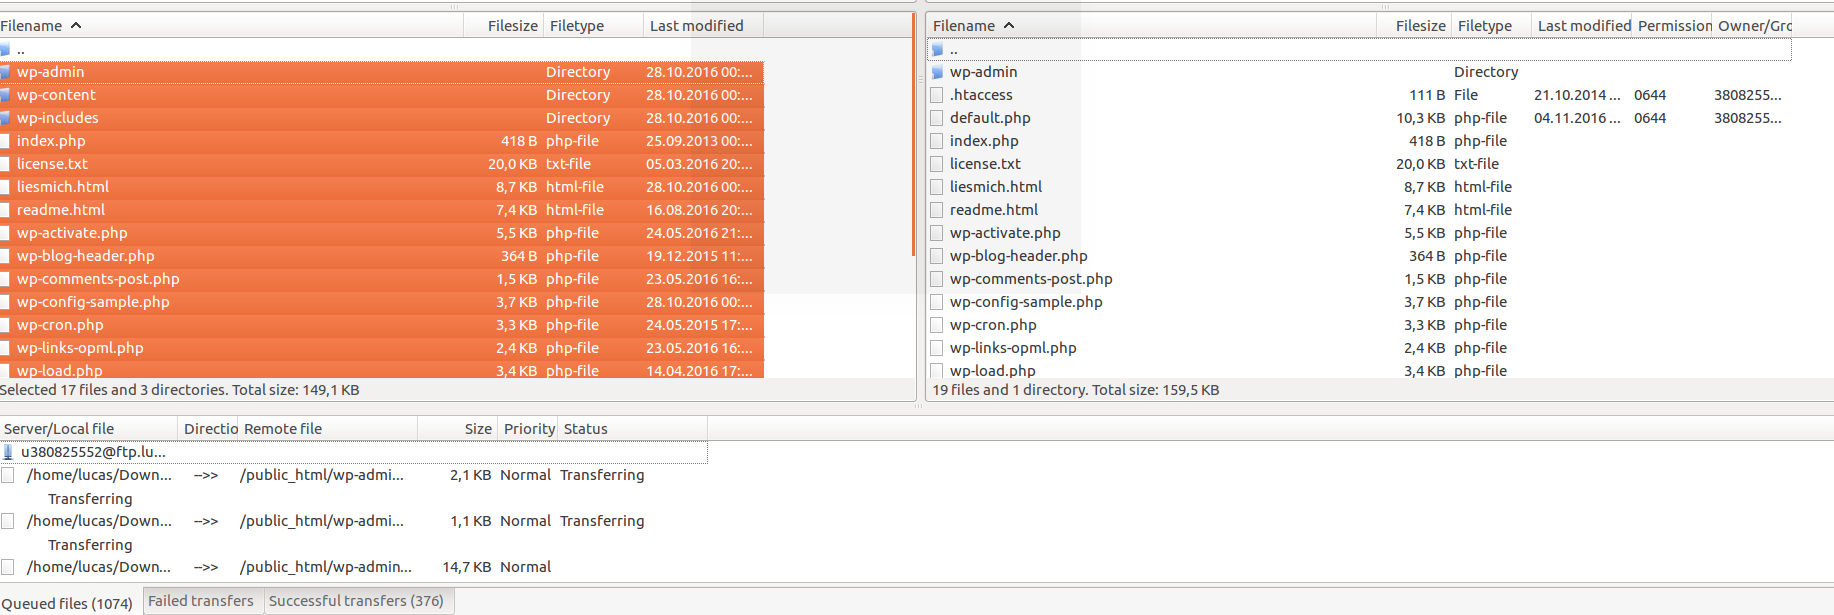 Filename Filesize Filetype Last modified
..
wp-admin Directory 28.10.2016 00:...
wp-content Directory 28.10.2016 00:...
wp-includes Directory 28.10.2016 00:...
index.php 418 B php-file 25.09.2013 00:...
license.txt 20,0 KB txt-file 05.03.2016 20:...
liesmich.html 8,7 KB html-file 28.10.2016 00:...
readme.html 7,4 KB html-file 16.08.2016 20:...
wp-activate.php 5,5 KB php-file 24.05.2016 21:...
wp-blog-header.php 364 B php-file 19.12.2015 11:...
wp-comments-post.php 1,5 KB php-file 23.05.2016 16:...
wp-config-sample.php 3,7 KB php-file 28.10.2016 00:...
wp-cron.php 3,3 KB php-file 24.05.2015 17:...
wp-links-opml.php 2,4 KB php-file 23.05.2016 16:...
wp-load.php 3,4 KB php-file 14.04.2016 17:...
Selected 17 files and 3 directories. Total size: 149,1 KB
Filename Filesize Filetype Last modified Permission Owner/Grc
..
wp-admin Directory
.htaccess 111 B File 21.10.2014 ... 0644 3808255...
default.php 10,3 KB php-file 04.11.2016 ... 0644 3808255...
index.php 418 B php-file
license.txt 20,0 KB txt-file
liesmich.html 8,7 KB html-file
readme.html 7,4 KB html-file
wp-activate.php 5,5 KB php-file
wp-blog-header.php 364 B php-file
wp-comments-post.php 1,5 KB php-file
wp-config-sample.php 3,7 KB php-file
wp-cron.php 3,3 KB php-file
wp-links-opml.php 2,4 KB php-file
wp-load.php 3,4 KB php-file
19 files and 1 directory. Total size: 159,5 KB
Server/Local file Directio Remote file Size Priority Status
u380825552@ftp.lu...
/home/lucas/Down... -->> /public_html/wp-admi... 2,1 KB Normal Transferring
Transferring
/home/lucas/Down... -->> /public_html/wp-admi... 1,1 KB Normal Transferring
Transferring
/home/lucas/Down... -->> /public_html/wp-admin... 14,7 KB Normal
Queued files (1074) Failed transfers Successful transfers (376)